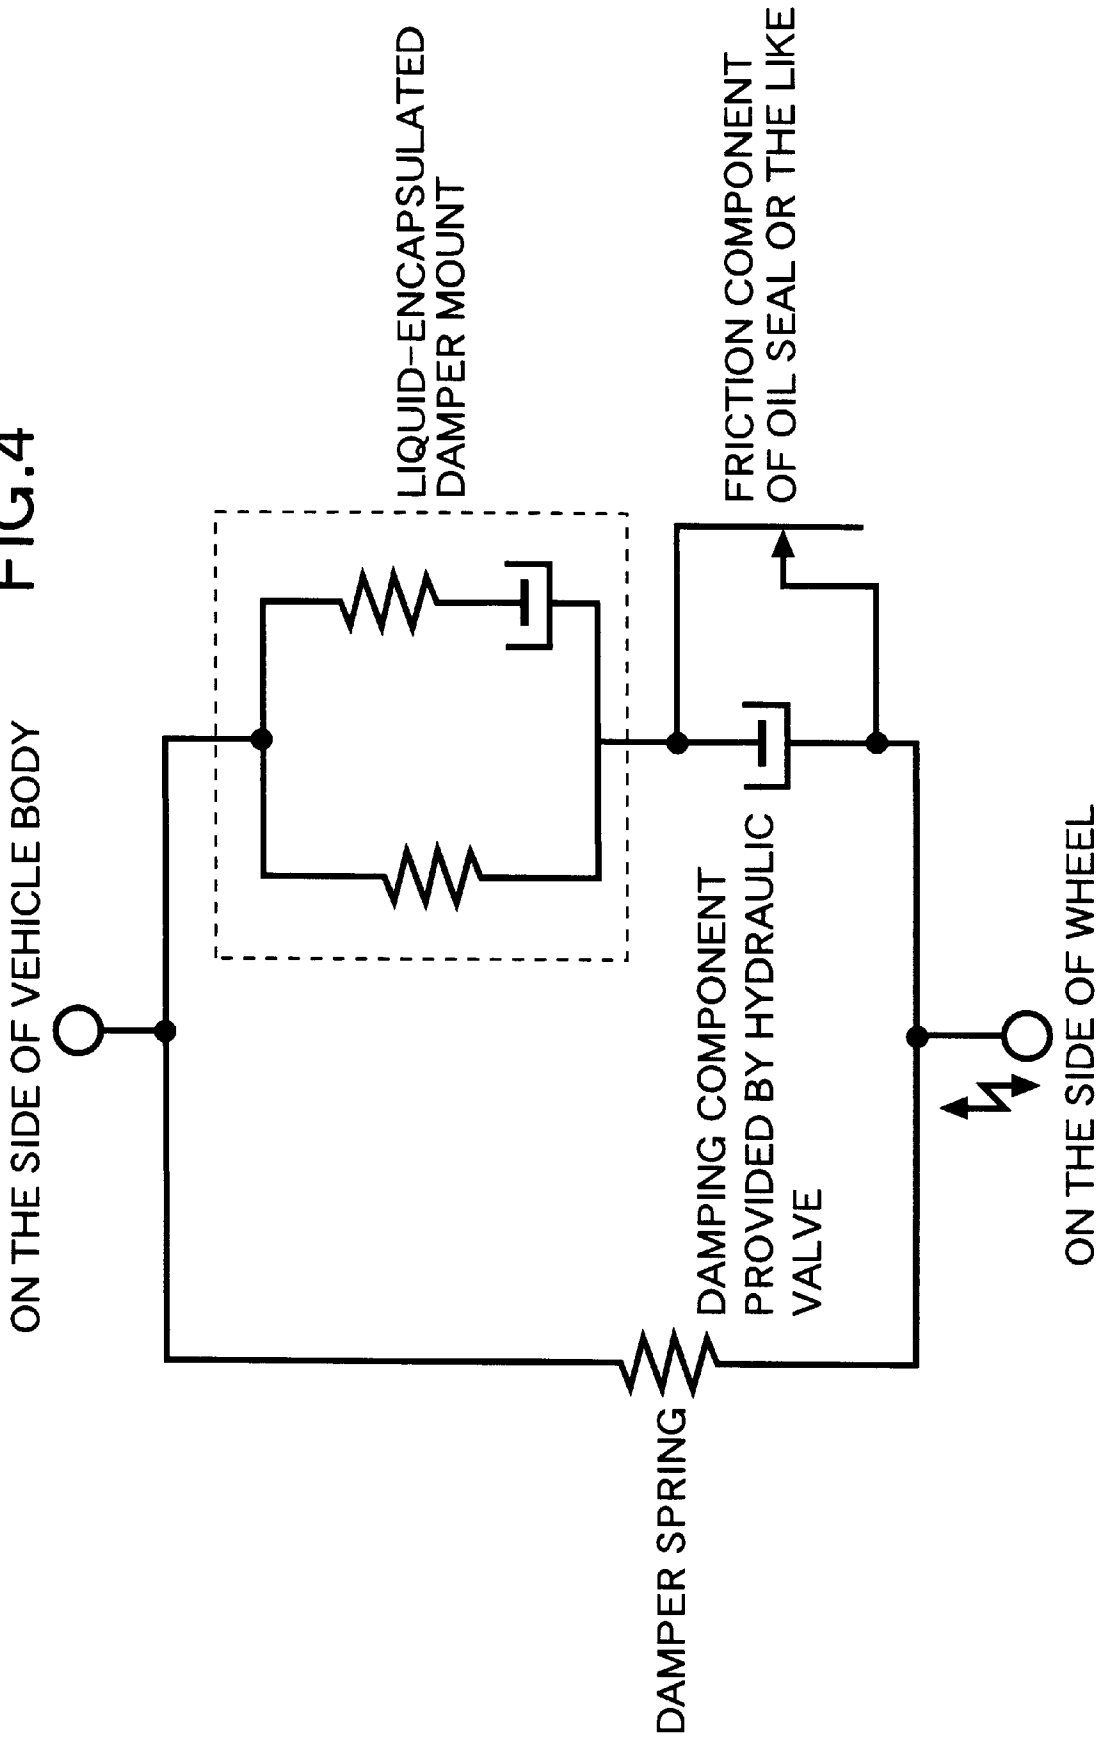 FIG.4
ON THE SIDE OF VEHICLE BODY
LIQUID-ENCAPSULATED
DAMPER MOUNT
FRICTION COMPONENT
OF OIL SEAL OR THE LIKE
DAMPING COMPONENT
PROVIDED BY HYDRAULIC
VALVE
DAMPER SPRING
ON THE SIDE OF WHEEL